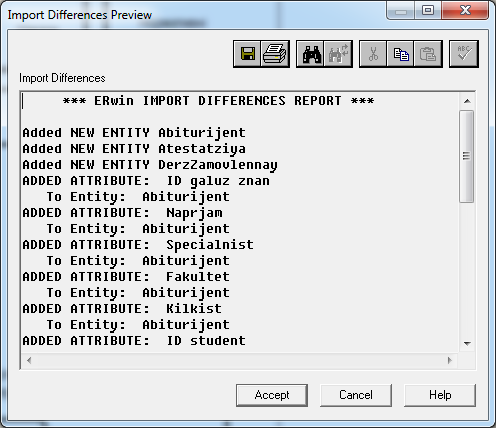 Import Differences Preview
ABC
Import Differences
*** ERwin IMPORT DIFFERENCES REPORT ***
Added NEW ENTITY Abiturijent
Added NEW ENTITY Atestatziya
Added NEW ENTITY DerzZamovlennay
ADDED ATTRIBUTE:  ID galuz znan
To Entity:  Abiturijent
ADDED ATTRIBUTE:  Naprjam
To Entity:  Abiturijent
ADDED ATTRIBUTE:  Specialnist
To Entity:  Abiturijent
ADDED ATTRIBUTE:  Fakultet
To Entity:  Abiturijent
ADDED ATTRIBUTE:  Kilkist
To Entity:  Abiturijent
ADDED ATTRIBUTE:  ID student
Accept Cancel Help